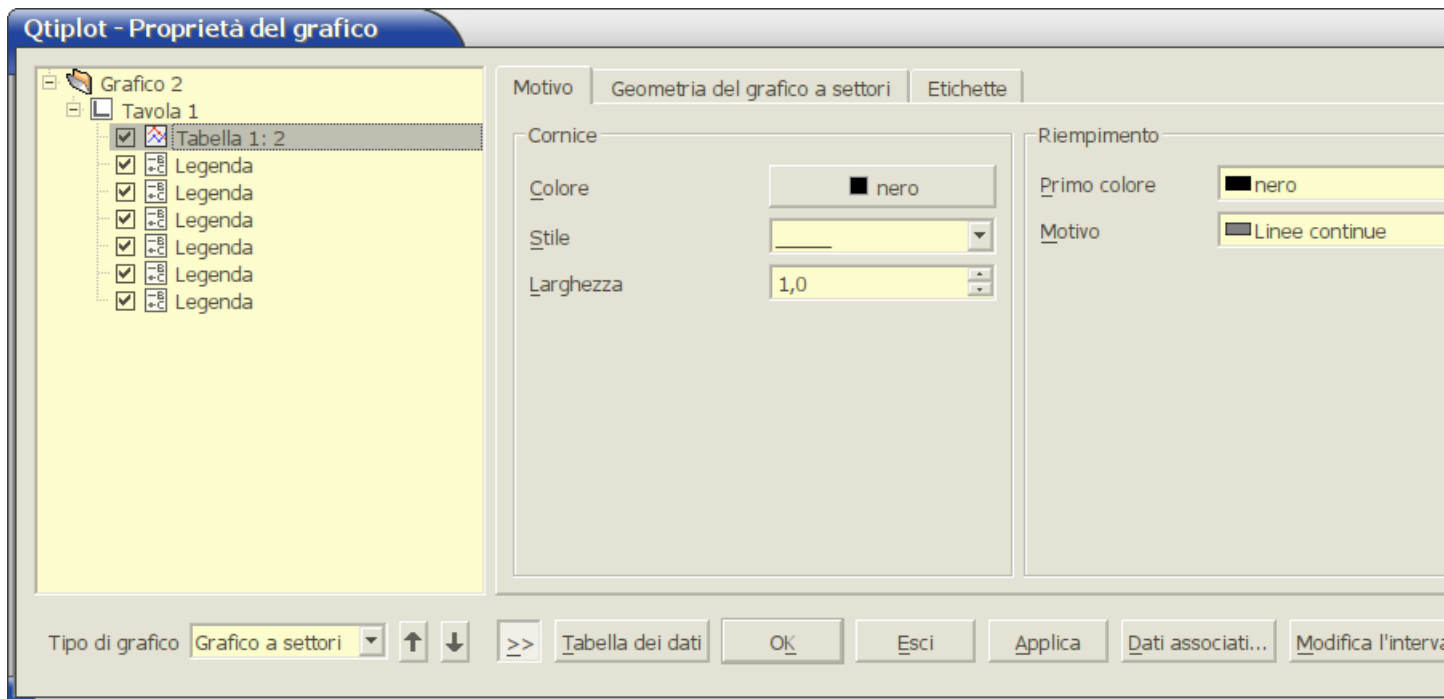 Qtiplot - Proprietà del grafico
Grafico 2
Tavola 1
Tabella 1: 2
Legenda
Legenda
Legenda
Legenda
Legenda
Legenda
Motivo Geometria del grafico a settori Etichette
Cornice
Colore nero
Stile
Larghezza 1,0
Riempimento
Primo colore nero
Motivo Linee continue
Tipo di grafico Grafico a settori >> Tabella dei dati OK Esci Applica Dati associati... Modifica l'interva